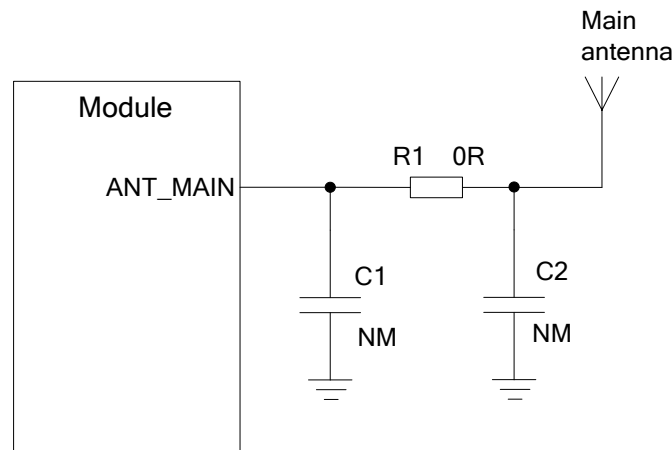 Main
antenna
Module
R1 0R
ANT_MAIN
C1
C2
NM
NM